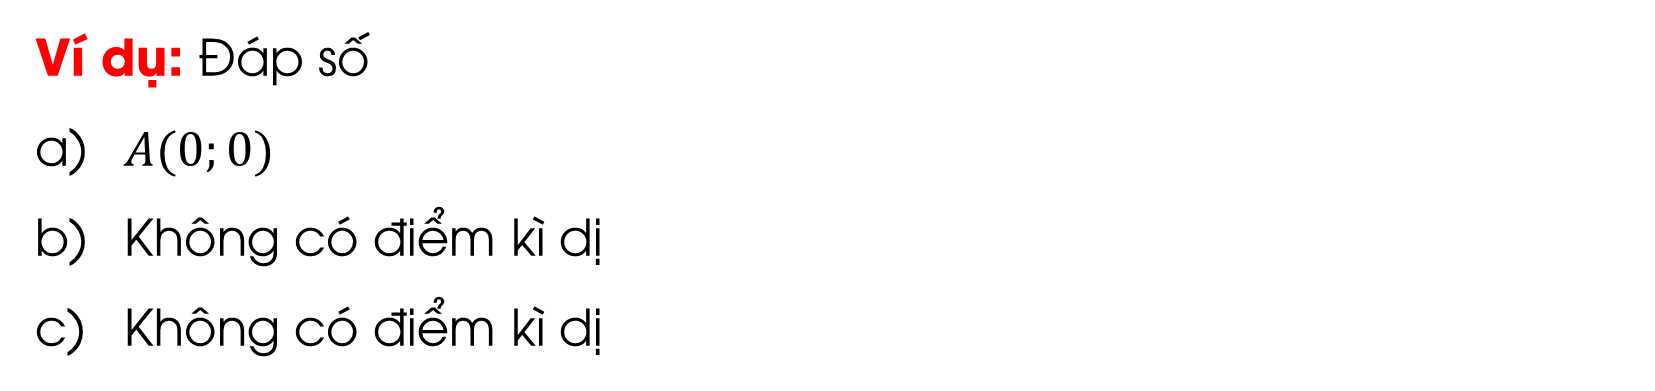 Ví dụ: Đáp số
a) A(0; 0)
b) Không có điểm kì dị
c) Không có điểm kì dị